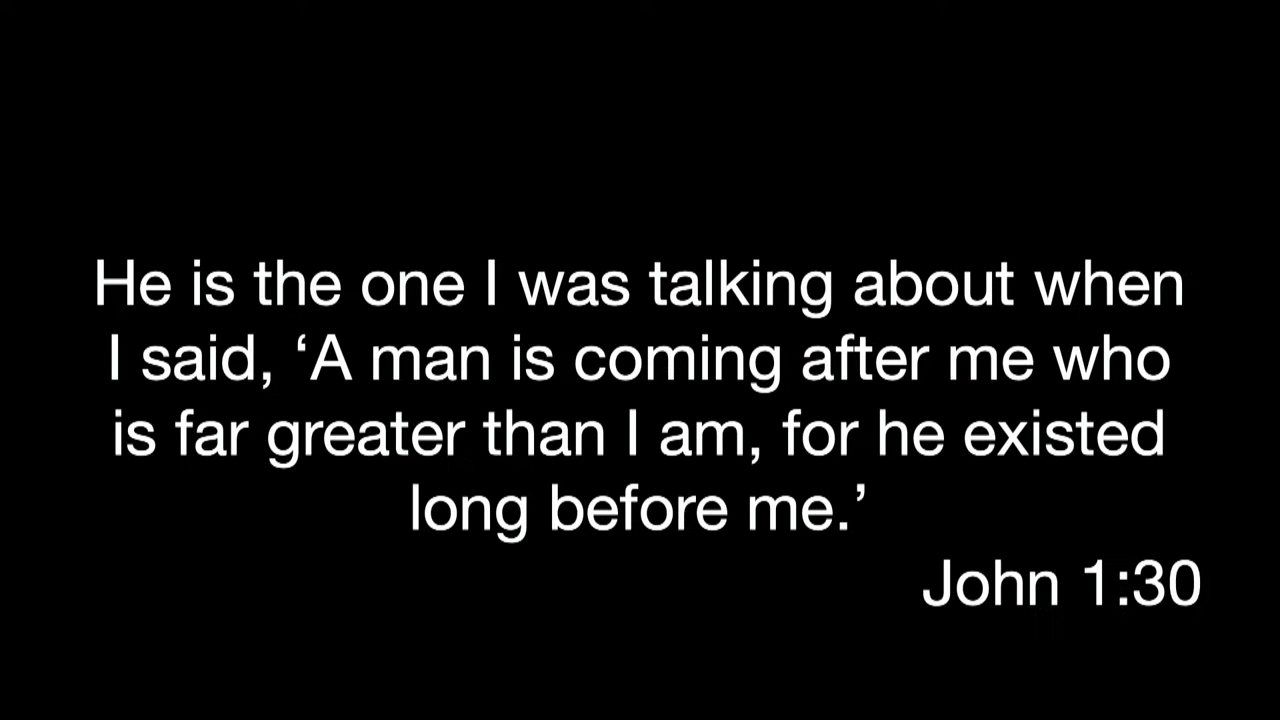 He is the one I was talking about when
I said, ‘A man is coming after me who
is far greater than I am, for he existed
long before me.’
John 1:30